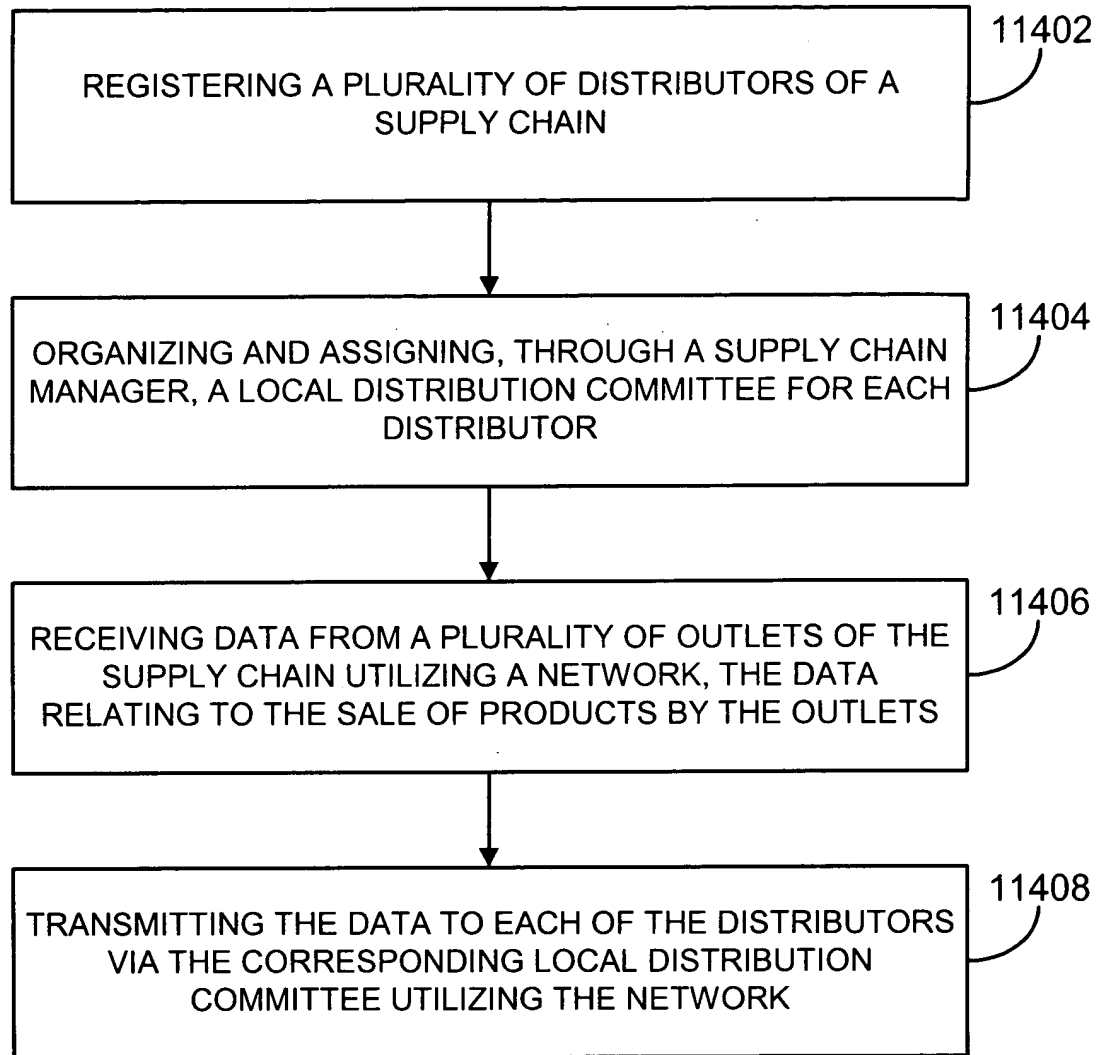 11402
REGISTERING A PLURALITY OF DISTRIBUTORS OF A
SUPPLY CHAIN
11404
ORGANIZING AND ASSIGNING, THROUGH A SUPPLY CHAIN
MANAGER, A LOCAL DISTRIBUTION COMMITTEE FOR EACH
DISTRIBUTOR
11406
RECEIVING DATA FROM A PLURALITY OF OUTLETS OF THE
SUPPLY CHAIN UTILIZING A NETWORK, THE DATA
RELATING TO THE SALE OF PRODUCTS BY THE OUTLETS
11408
TRANSMITTING THE DATA TO EACH OF THE DISTRIBUTORS
VIA THE CORRESPONDING LOCAL DISTRIBUTION
COMMITTEE UTILIZING THE NETWORK